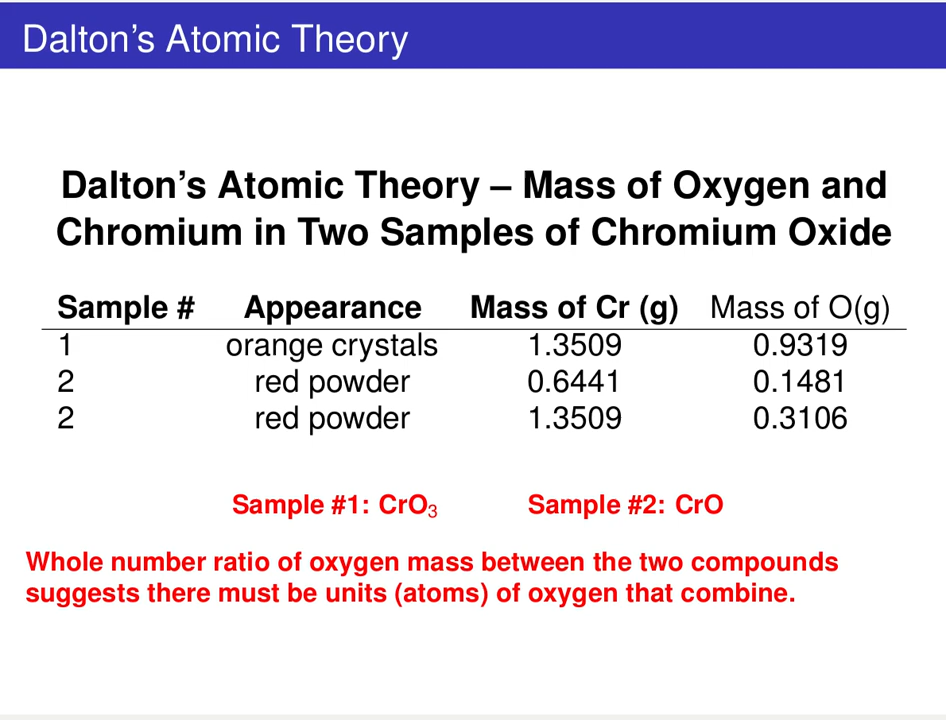 Dalton's Atomic Theory
Dalton's Atomic Theory – Mass of Oxygen and
Chromium in Two Samples of Chromium Oxide
Sample # Appearance Mass of Cr (g) Mass of O(g)
1 orange crystals 1.3509 0.9319
2 red powder 0.6441 0.1481
2 red powder 1.3509 0.3106
Sample #1: CrO₃ Sample #2: CrO
Whole number ratio of oxygen mass between the two compounds
suggests there must be units (atoms) of oxygen that combine.